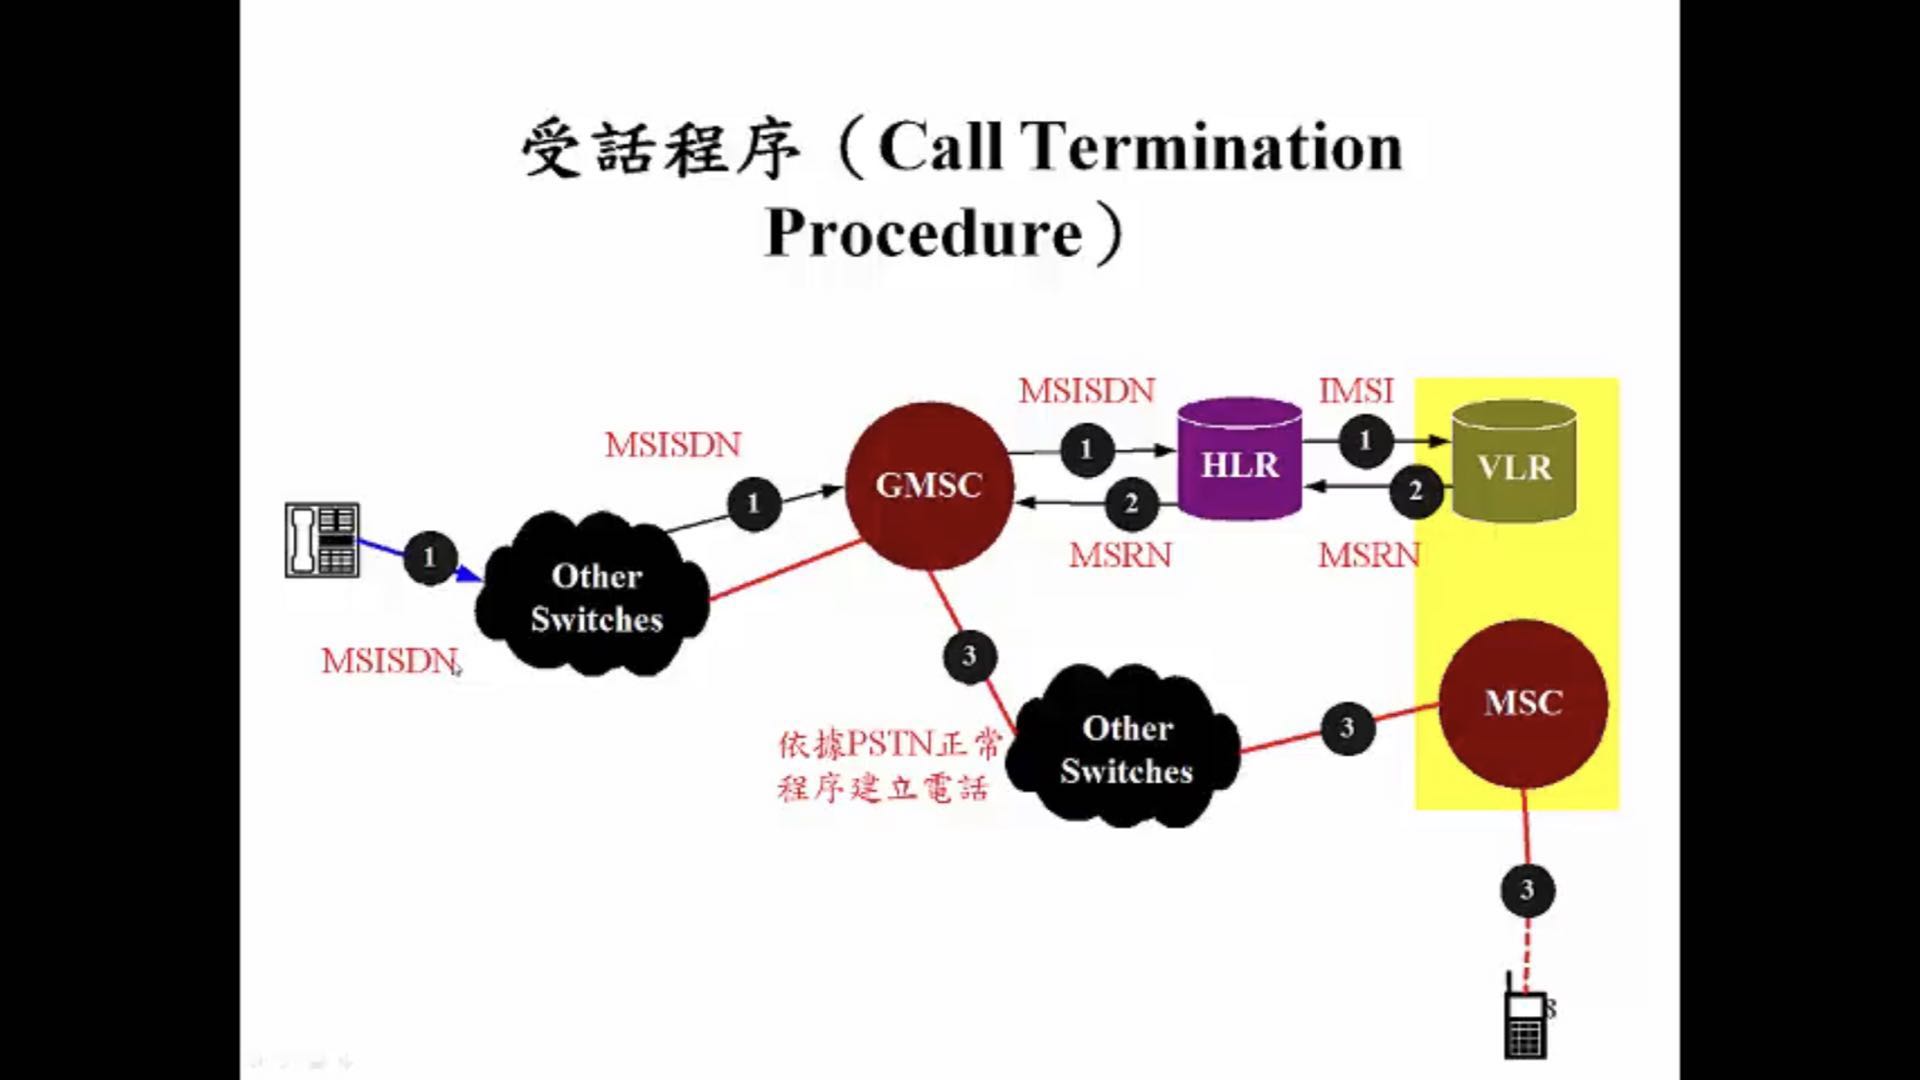 受話程序（Call Termination
Procedure）
MSISDN
IMSI
MSISDN
1
1
HLR
VLR
GMSC
2
2
1
1
MSRN
MSRN
Other
Switches
MSISDN
3
MSC
Other
Switches
3
依據PSTN正常
程序建立電話
3
8